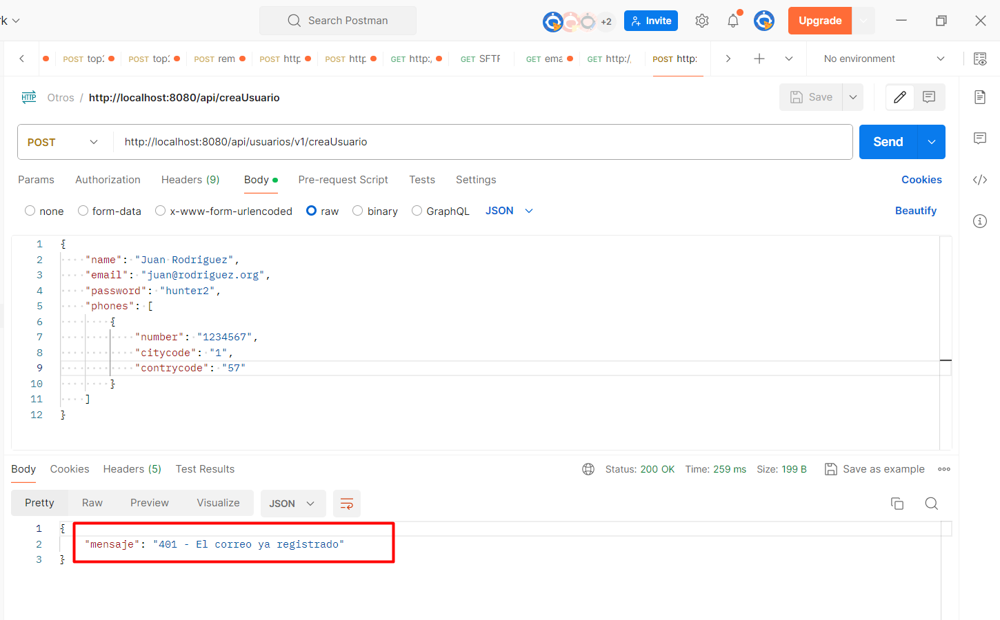 rk
Search Postman
+2
Invite
Upgrade
POST top:
POST top:
POST rem
POST http
POST http
GET http:
GET SFTF
GET ema
GET http:/
POST http:
No environment
HTTP
Otros / http://localhost:8080/api/creaUsuario
Save
POST
http://localhost:8080/api/usuarios/v1/creaUsuario
Send
Params Authorization Headers (9) Body Pre-request Script Tests Settings Cookies
none form-data x-www-form-urlencoded raw binary GraphQL JSON Beautify
1 {
2 "name": "Juan Rodriguez",
3 "email": "juan@rodriguez.org",
4 "password": "hunter2",
5 "phones": [
6 {
7 "number": "1234567",
8 "citycode": "1",
9 "contrycode": "57"
10 }
11 ]
12 }
Body Cookies Headers (5) Test Results Status: 200 OK Time: 259 ms Size: 199 B Save as example
Pretty Raw Preview Visualize JSON
1 {
2 "mensaje": "401 - El correo ya registrado"
3 }